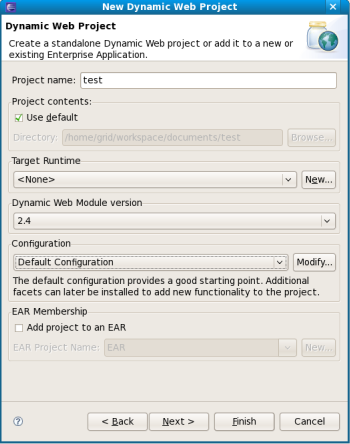 New Dynamic Web Project
Dynamic Web Project
Create a standalone Dynamic Web project or add it to a new or
existing Enterprise Application.
Project name: test
Project contents:
Use default
Directory: /home/grid/workspace/documents/test Browse...
Target Runtime
<None> New...
Dynamic Web Module version
2.4
Configuration
Default Configuration Modify...
The default configuration provides a good starting point. Additional
facets can later be installed to add new functionality to the project.
EAR Membership
Add project to an EAR
EAR Project Name: EAR New...
? < Back Next > Finish Cancel